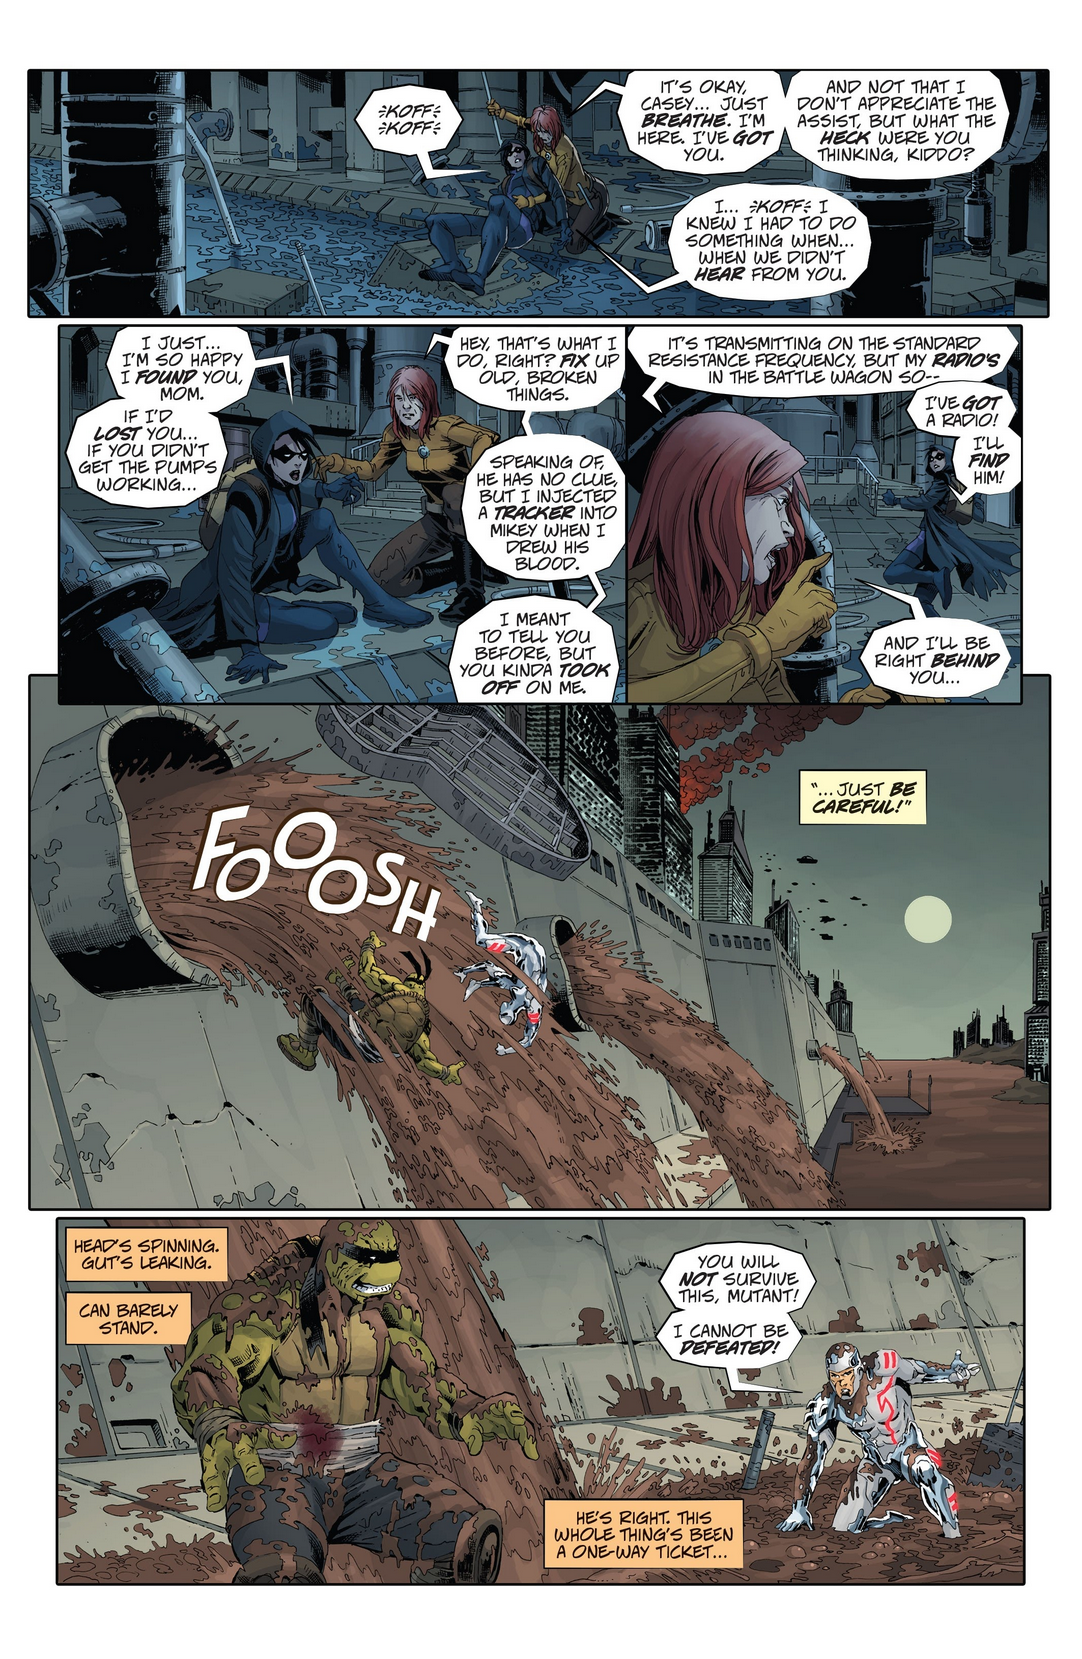 KOFF
KOFF
IT'S OKAY,
CASEY... JUST
BREATHE. I'M
HERE. I'VE GOT
YOU.
AND NOT THAT I
DON'T APPRECIATE THE
ASSIST, BUT WHAT THE
HECK WERE YOU
THINKING, KIDDO?
I... KOFF I
KNEW I HAD TO DO
SOMETHING WHEN...
WHEN WE DIDN'T
HEAR FROM YOU.
I JUST...
I'M SO HAPPY
I FOUND YOU,
MOM.
IF I'D
LOST YOU...
IF YOU DIDN'T
GET THE PUMPS
WORKING...
HEY, THAT'S WHAT I
DO, RIGHT? FIX UP
OLD, BROKEN
THINGS.
SPEAKING OF,
HE HAS NO CLUE,
BUT I INJECTED
A TRACKER INTO
MIKEY WHEN I
DREW HIS
BLOOD.
I MEANT
TO TELL YOU
BEFORE, BUT
YOU KINDA TOOK
OFF ON ME.
IT'S TRANSMITTING ON THE STANDARD
RESISTANCE FREQUENCY, BUT MY RADIO'S
IN THE BATTLE WAGON SO--
I'VE GOT
A RADIO!
I'LL
FIND
HIM!
AND I'LL BE
RIGHT BEHIND
YOU...
"...JUST BE
CAREFUL!"
FOOOSH
HEAD'S SPINNING.
GUT'S LEAKING.
CAN BARELY
STAND.
YOU WILL
NOT SURVIVE
THIS, MUTANT!
I CANNOT BE
DEFEATED!
HE'S RIGHT. THIS
WHOLE THING'S BEEN
A ONE-WAY TICKET...